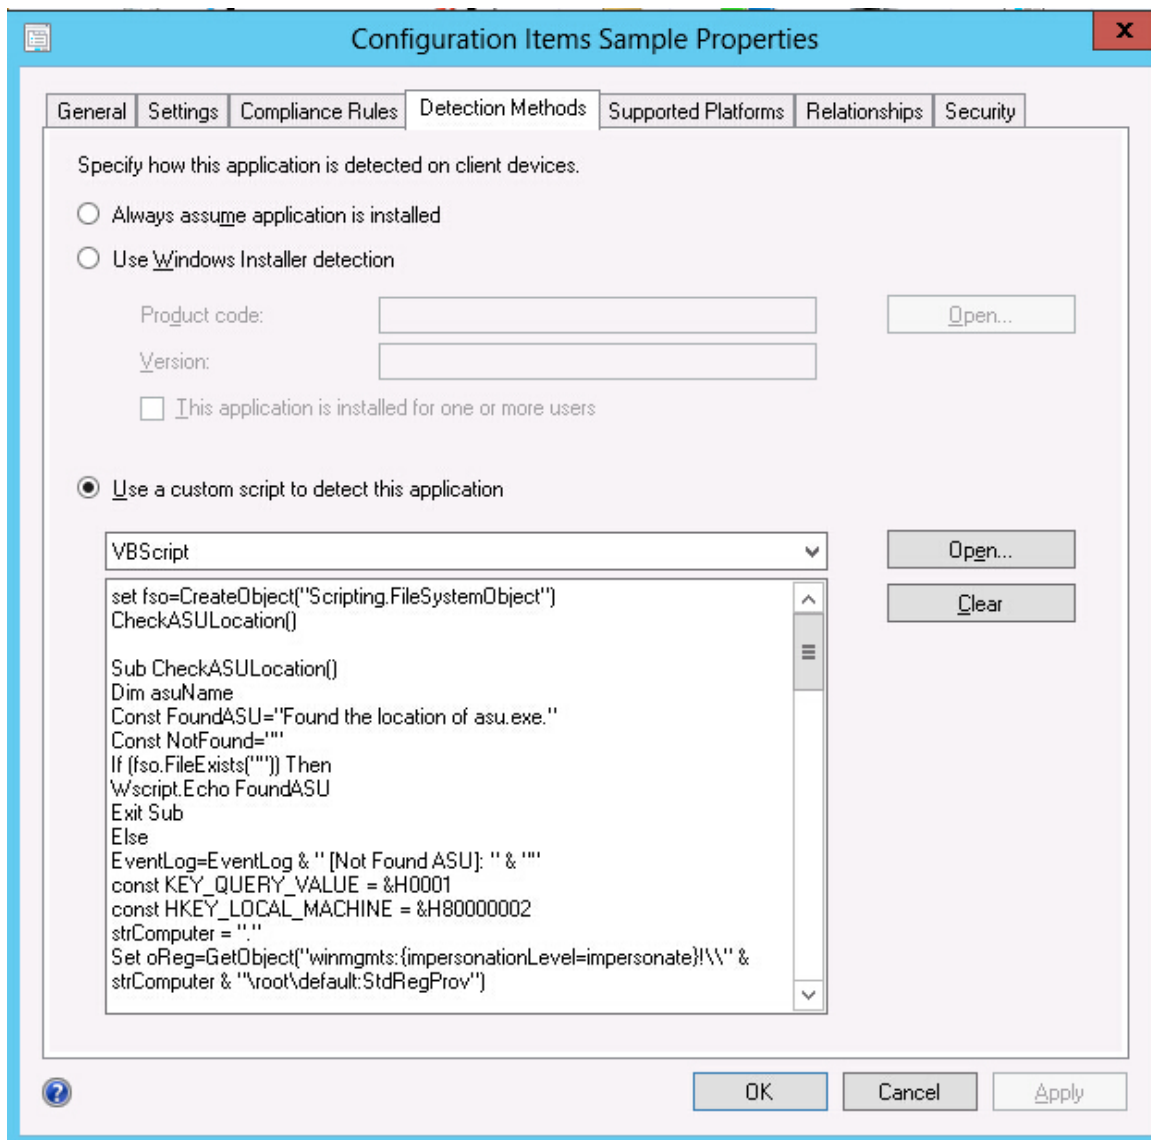 Configuration Items Sample Properties
x
General Settings Compliance Rules Detection Methods Supported Platforms Relationships Security
Specify how this application is detected on client devices.
Always assume application is installed
Use Windows Installer detection
Product code:
Open...
Version:
This application is installed for one or more users
Use a custom script to detect this application
VBScript
Open...
Clear
set fso=CreateObject("Scripting.FileSystemObject")
CheckASULocation()
Sub CheckASULocation()
Dim asuName
Const FoundASU="Found the location of asu.exe."
Const NotFound=""
If (fso.FileExists("")) Then
Wscript.Echo FoundASU
Exit Sub
Else
EventLog=EventLog & " [Not Found ASU]: " & ""
const KEY_QUERY_VALUE = &H0001
const HKEY_LOCAL_MACHINE = &H80000002
strComputer = "."
Set oReg=GetObject("winmgmts:{impersonationLevel=impersonate}!\\" &
strComputer & "\root\default:StdRegProv")
?
OK Cancel Apply